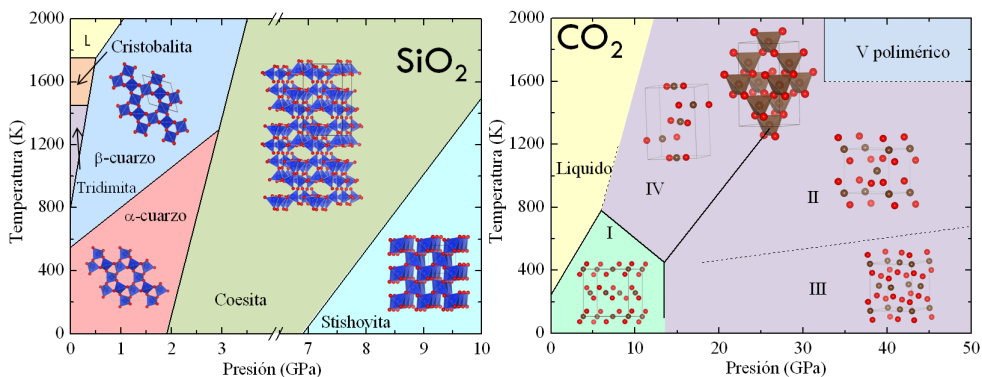 2000
1600
1200
800
400
0
Temperatura (K)
L
Cristobalita
SiO2
β-cuarzo
Tridimita
α-cuarzo
Coesita
Stishovita
0 1 2 3 7 8 9 10
Presión (GPa)
2000
1600
1200
800
400
0
Temperatura (K)
CO2
V polimérico
Liquido
IV
II
I
III
0 10 20 30 40 50
Presión (GPa)